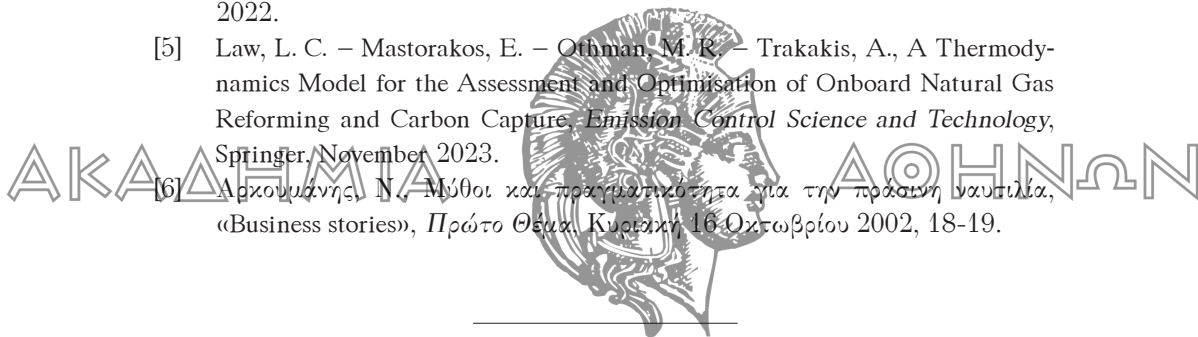 2022.
[5] Law, L. C. – Mastorakos, E. – Othman, M. R. – Trakakis, A., A Thermody-
namics Model for the Assessment and Optimisation of Onboard Natural Gas
Reforming and Carbon Capture, Emission Control Science and Technology,
Springer, November 2023.
ΑΚΑΔΗΜΙΑ ΑΘΗΝΩΝ
[6] Αρκουμάνης, Ν., Μύθοι και πραγματικότητα για την πράσινη ναυτιλία,
«Business stories», Πρώτο Θέμα, Κυριακή 16 Οκτωβρίου 2002, 18-19.